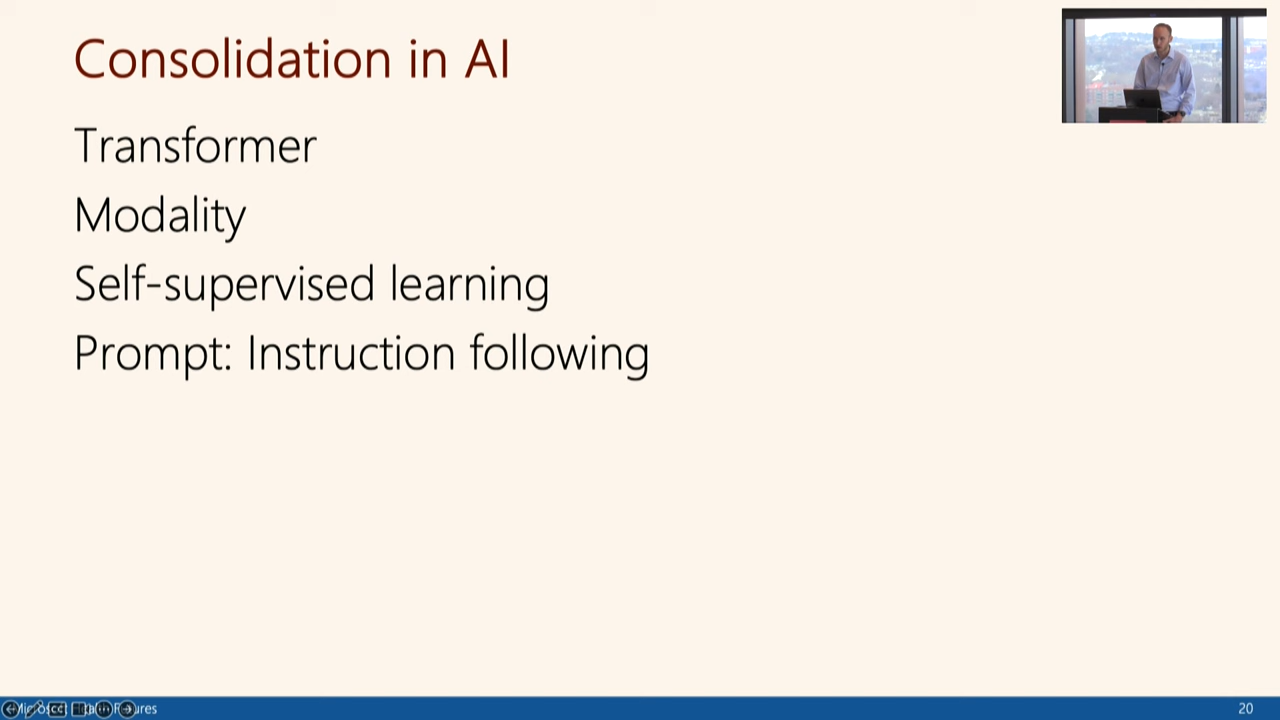 Consolidation in AI
Transformer
Modality
Self-supervised learning
Prompt: Instruction following
20